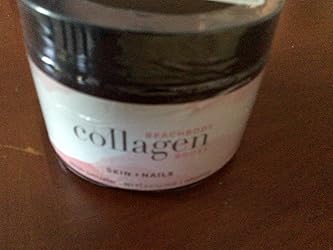 BEACHBODY
collagen
BOOST
SKIN + NAILS